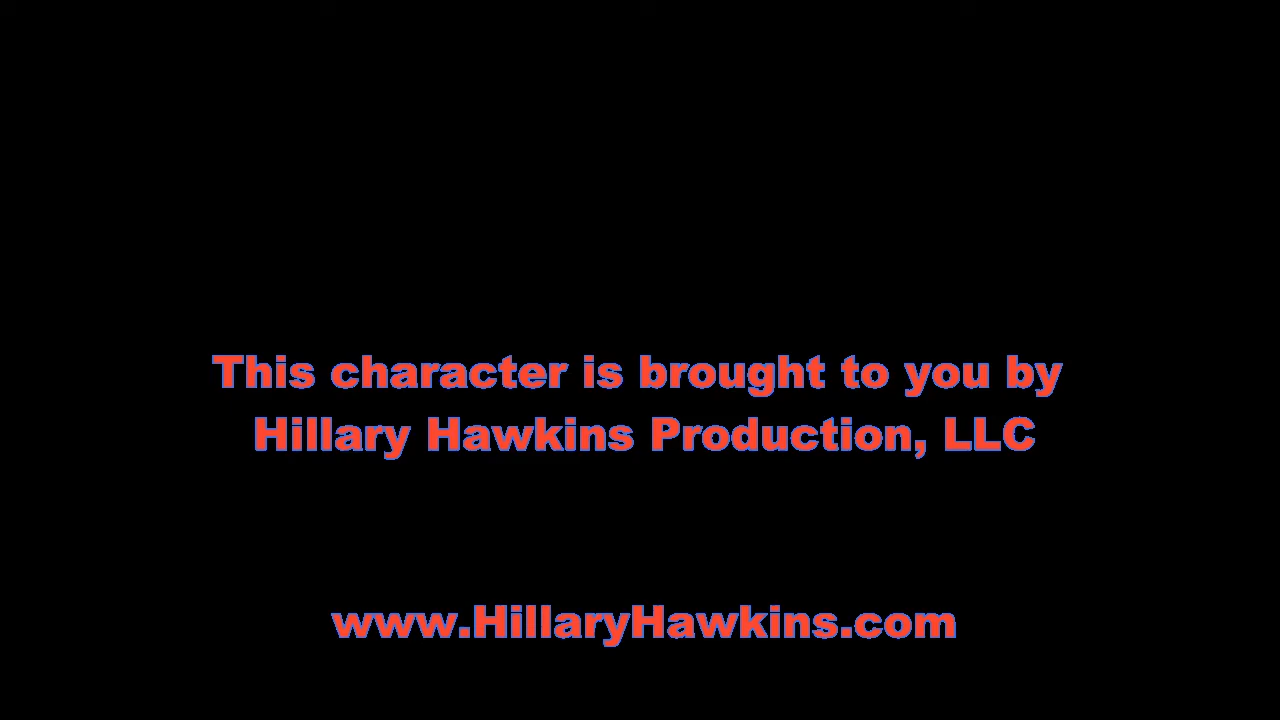 This character is brought to you by
Hillary Hawkins Production, LLC
www.HillaryHawkins.com